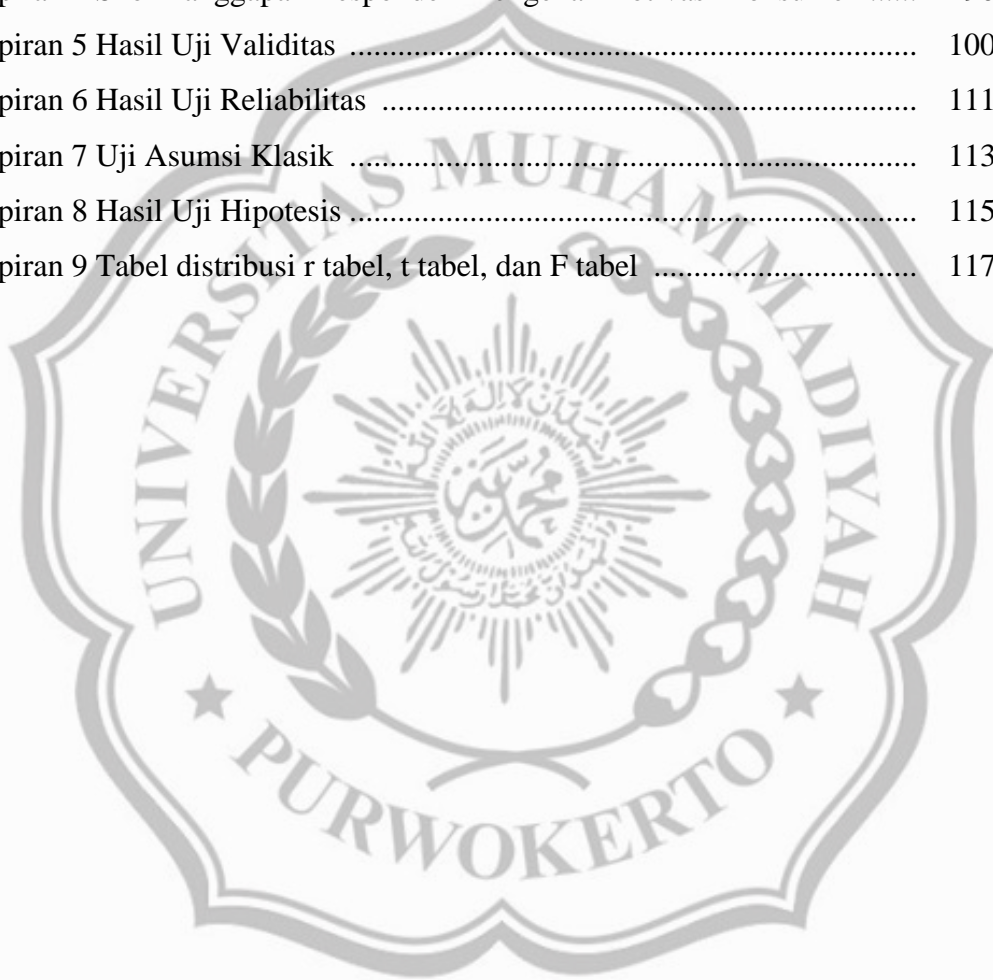 piran 5 Hasil Uji Validitas ........................................................................................ 100
piran 6 Hasil Uji Reliabilitas ................................................................................... 111
piran 7 Uji Asumsi Klasik ........................................................................................ 113
piran 8 Hasil Uji Hipotesis ........................................................................................ 115
piran 9 Tabel distribusi r tabel, t tabel, dan F tabel .......................................... 117
UNIVERSITAS MUHAMMADIYAH
PURWOKERTO
محمدية